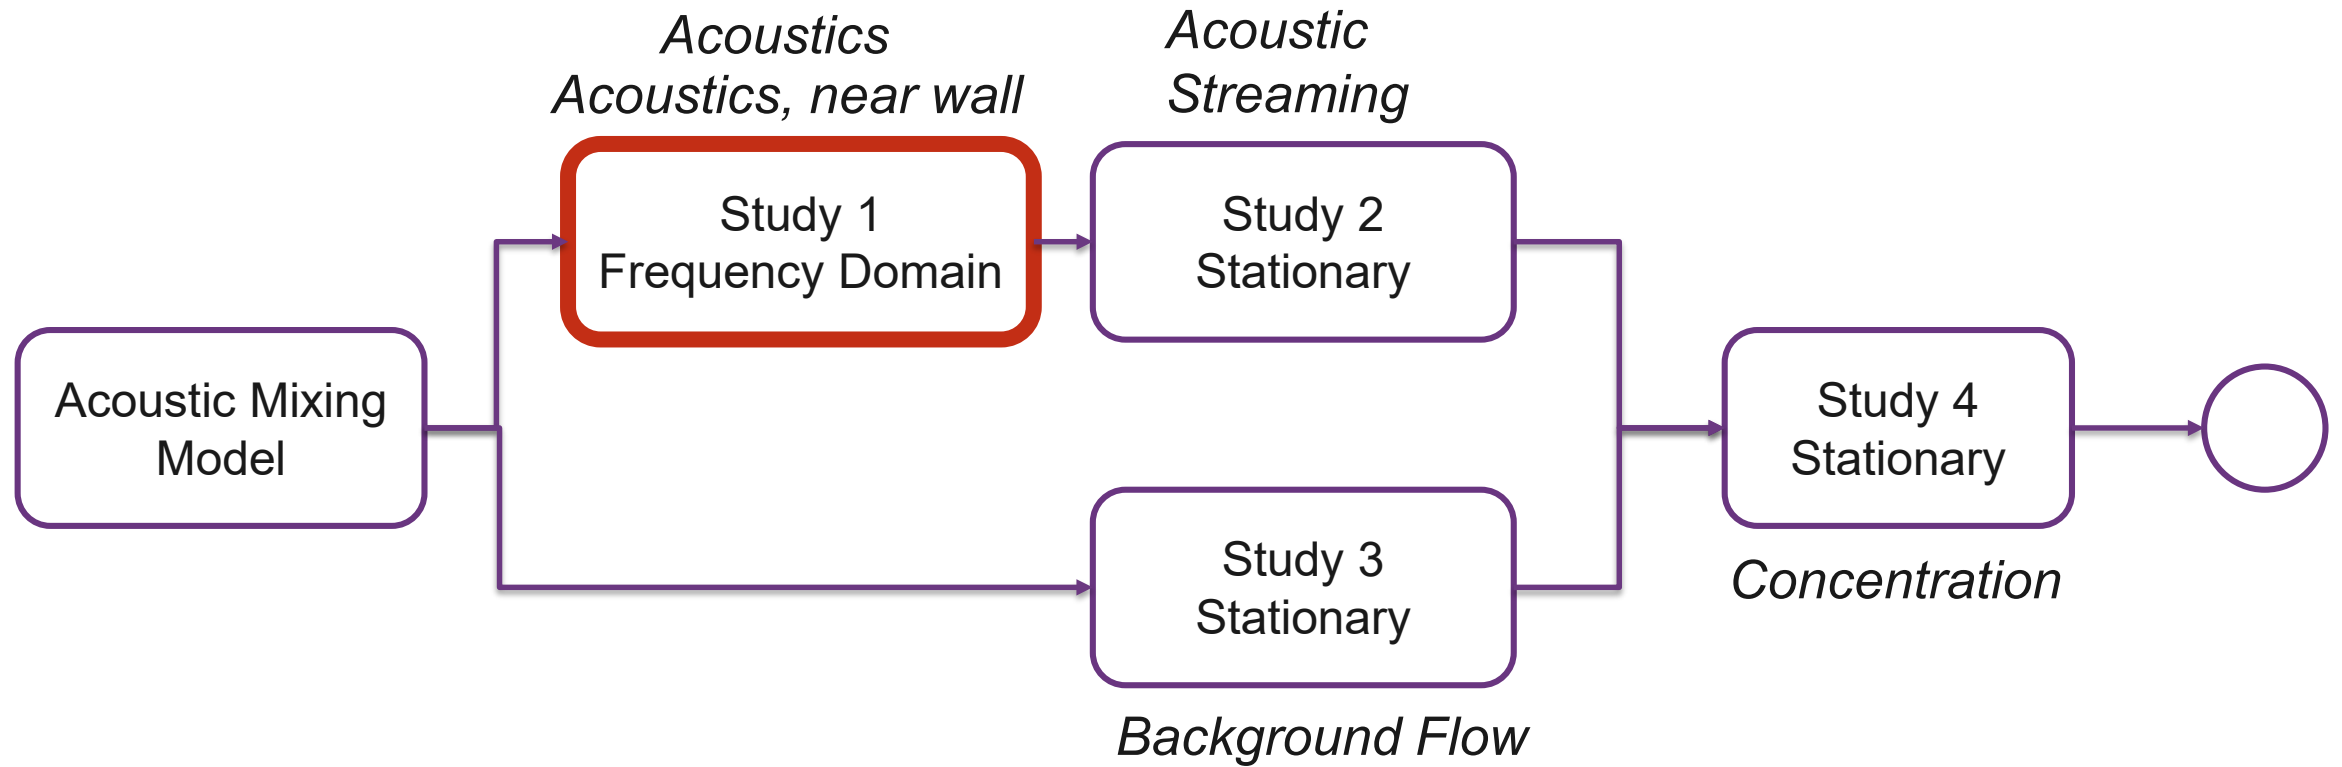 Acoustics
Acoustics, near wall
Acoustic
Streaming
Study 1
Frequency Domain
Study 2
Stationary
Acoustic Mixing
Model
Study 4
Stationary
Concentration
Study 3
Stationary
Background Flow